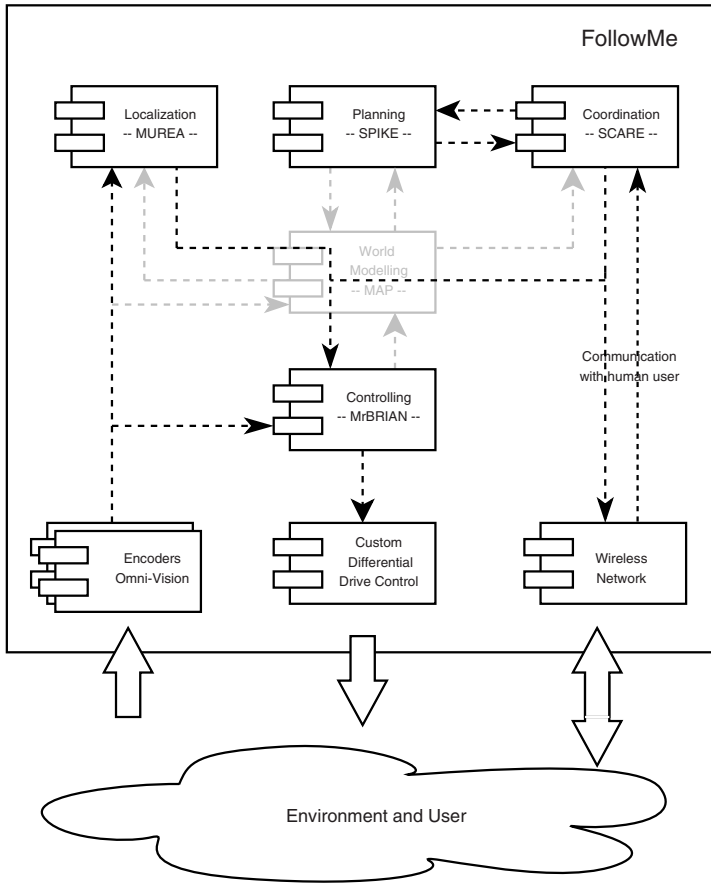 FollowMe
Localization
-- MUREA --
Planning
-- SPIKE --
Coordination
-- SCARE --
World
Modelling
-- MAP --
Communication
with human user
Controlling
-- MrBRIAN --
Encoders
Omni-Vision
Custom
Differential
Drive Control
Wireless
Network
Environment and User